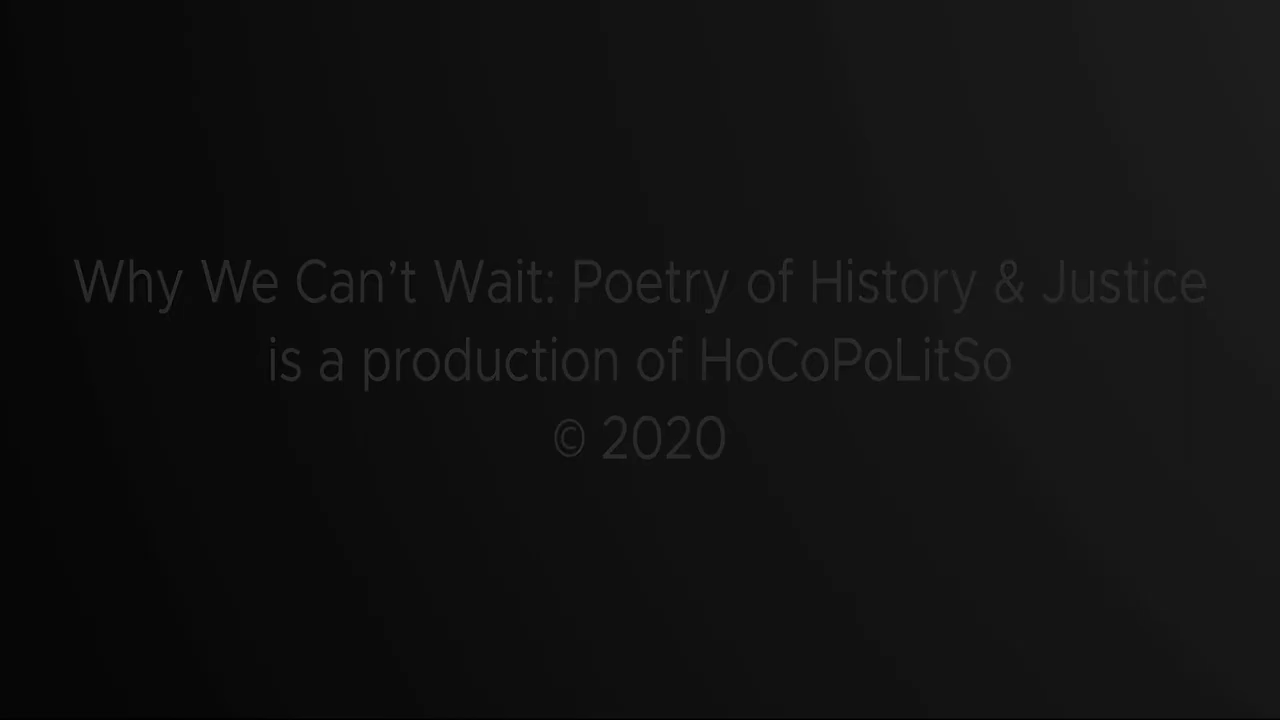 Why We Can’t Wait: Poetry of History & Justice
is a production of HoCoPoLitSo
© 2020